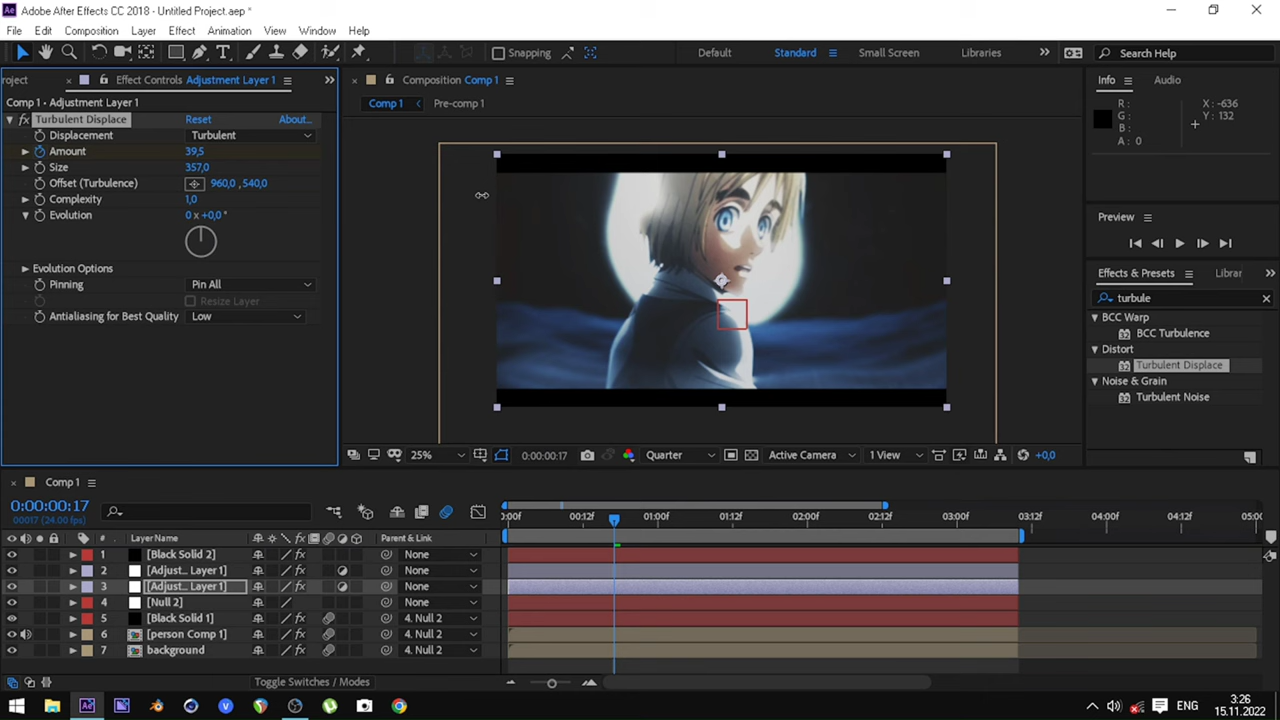 Adobe After Effects CC 2018 - Untitled Project.aep *
File Edit Composition Layer Effect Animation View Window Help
Snapping Default Standard Small Screen Libraries Search Help
roject Effect Controls Adjustment Layer 1
Comp 1 • Adjustment Layer 1
fx Turbulent Displace Reset About...
Displacement Turbulent
Amount 39,5
Size 357,0
Offset (Turbulence) 960,0 ,540,0
Complexity 1,0
Evolution 0 x +0,0 °
Evolution Options
Pinning Pin All
Resize Layer
Antialiasing for Best Quality Low
Composition Comp 1
Comp 1 Pre-comp 1
25% 0:00:00:17 Quarter Active Camera 1 View +0,0
Info Audio
R : X : -636
G : Y : 132
B :
A : 0
Preview
Effects & Presets Librar
turbule
BCC Warp
BCC Turbulence
Distort
Turbulent Displace
Noise & Grain
Turbulent Noise
Comp 1
0:00:00:17
00017 (24.00 fps)
:00f 00:12f 01:00f 01:12f 02:00f 02:12f 03:00f 03:12f 04:00f 04:12f 05:00
# Layer Name Parent & Link
1 [Black Solid 2] fx None
2 [Adjust... Layer 1] fx None
3 [Adjust... Layer 1] fx None
4 [Null 2] None
5 [Black Solid 1] fx 4. Null 2
6 [person Comp 1] fx 4. Null 2
7 background fx 4. Null 2
Toggle Switches / Modes
ENG
3:26
15.11.2022